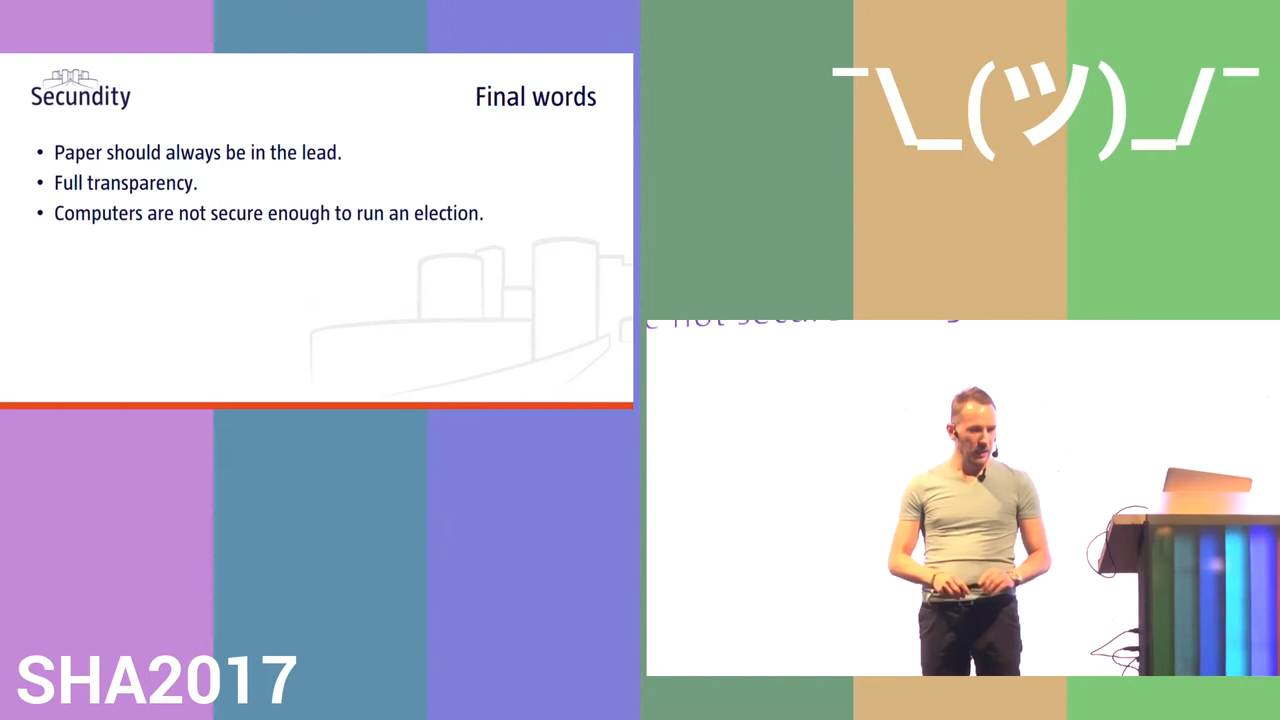 Secundity
Final words
• Paper should always be in the lead.
• Full transparency.
• Computers are not secure enough to run an election.
¯\_(ツ)_/¯
not
SHA2017